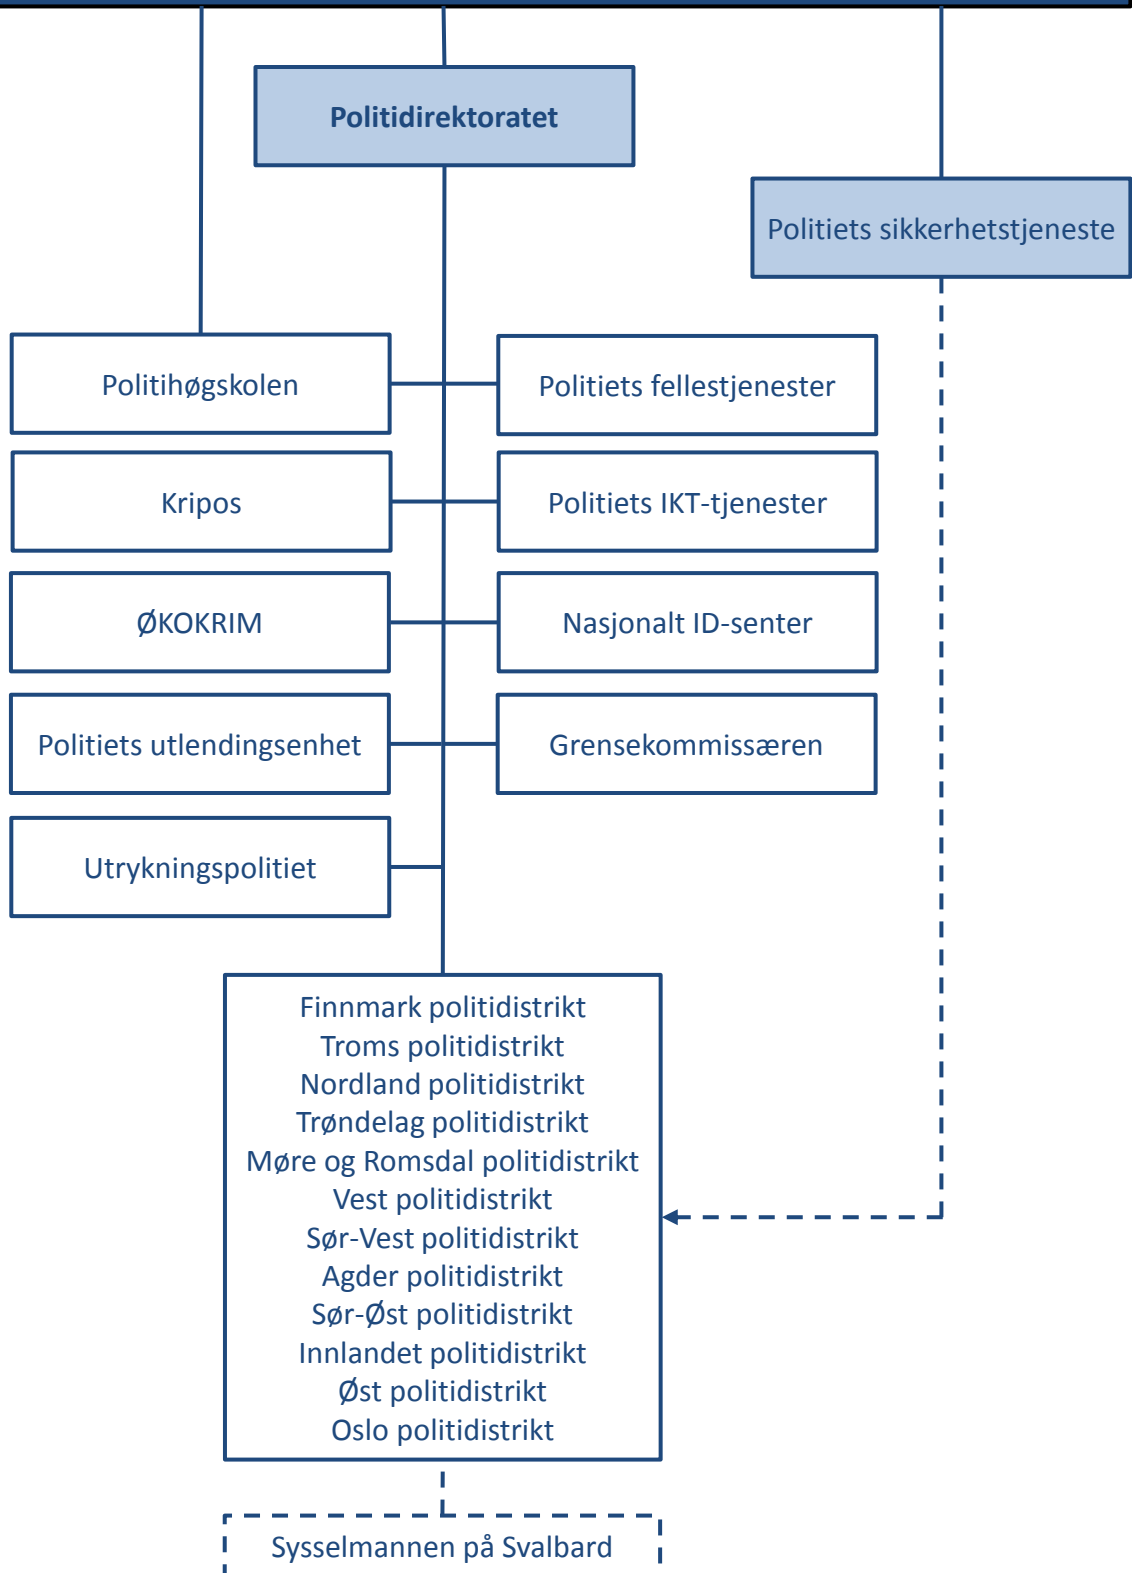 Politidirektoratet
Politiets sikkerhetstjeneste
Politihøgskolen
Politiets fellestjenester
Kripos
Politiets IKT-tjenester
ØKOKRIM
Nasjonalt ID-senter
Politiets utlendingsenhet
Grensekommissæren
Utrykningspolitiet
Finnmark politidistrikt
Troms politidistrikt
Nordland politidistrikt
Trøndelag politidistrikt
Møre og Romsdal politidistrikt
Vest politidistrikt
Sør-Vest politidistrikt
Agder politidistrikt
Sør-Øst politidistrikt
Innlandet politidistrikt
Øst politidistrikt
Oslo politidistrikt
Sysselmannen på Svalbard